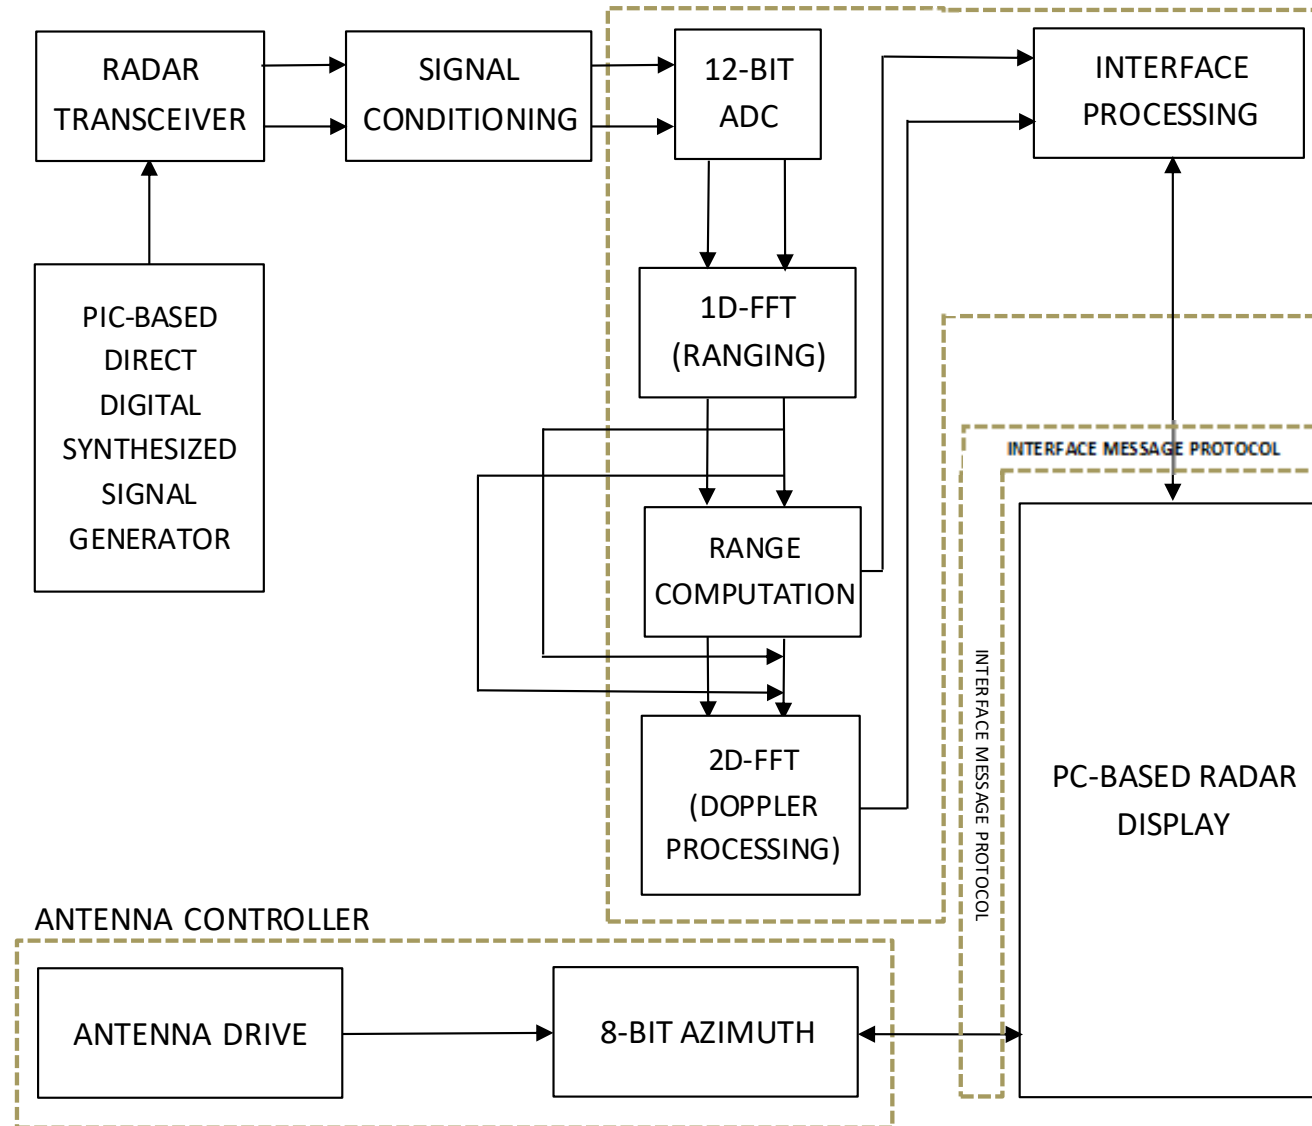 RADAR
TRANSCEIVER
SIGNAL
CONDITIONING
12-BIT
ADC
INTERFACE
PROCESSING
PIC-BASED
DIRECT
DIGITAL
SYNTHESIZED
SIGNAL
GENERATOR
1D-FFT
(RANGING)
INTERFACE MESSAGE PROTOCOL
RANGE
COMPUTATION
INTERFACE MESSAGE PROTOCOL
2D-FFT
(DOPPLER
PROCESSING)
PC-BASED RADAR
DISPLAY
ANTENNA CONTROLLER
ANTENNA DRIVE
8-BIT AZIMUTH